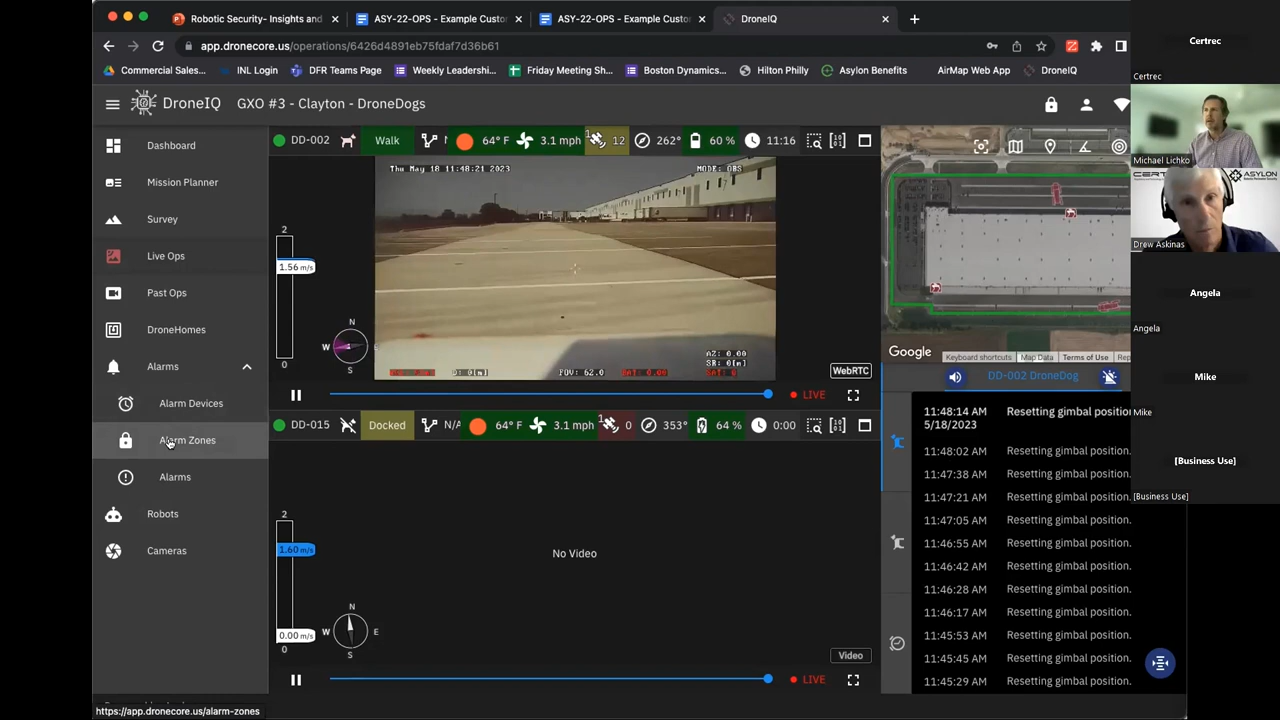 Robotic Security- Insights and
ASY-22-OPS - Example Custom
ASY-22-OPS - Example Custom
DroneIQ
app.dronecore.us/operations/6426d4891eb75fdaf7d36b61
Commercial Sales...
INL Login
DFR Teams Page
Weekly Leadershi...
Friday Meeting Sh...
Boston Dynamics...
Hilton Philly
Asylon Benefits
AirMap Web App
DroneIQ
DroneIQ
GXO #3 - Clayton - DroneDogs
Dashboard
Mission Planner
Survey
Live Ops
Past Ops
DroneHomes
Alarms
Alarm Devices
Alarm Zones
Alarms
Robots
Cameras
https://app.dronecore.us/alarm-zones
DD-002
Walk
64° F
3.1 mph
12
262°
60 %
11:16
Thu May 18 11:48:21 2023
MODE: OBS
2
1.56 m/s
0
N
W
S
AZ: 0.00
SR: 0[m]
D: 0[m]
FOV: 62.0
WebRTC
LIVE
DD-015
Docked
N/A
64° F
3.1 mph
0
353°
64 %
0:00
2
1.60 m/s
0.00 m/s
0
N
W
E
S
No Video
Video
LIVE
Google
Keyboard shortcuts
Map Data
Terms of Use
Rep
DD-002 DroneDog
11:48:14 AM Resetting gimbal position
5/18/2023
11:48:02 AM Resetting gimbal position.
11:47:38 AM Resetting gimbal position.
11:47:21 AM Resetting gimbal position.
11:47:05 AM Resetting gimbal position.
11:46:55 AM Resetting gimbal position.
11:46:42 AM Resetting gimbal position.
11:46:28 AM Resetting gimbal position.
11:46:17 AM Resetting gimbal position.
11:45:53 AM Resetting gimbal position.
11:45:45 AM Resetting gimbal position.
11:45:29 AM Resetting gimbal position.
Certrec
Certrec
Michael Lichko
ASYLON
Drew Askinas
Angela
Angela
Mike
Mike
[Business Use]
[Business Use]